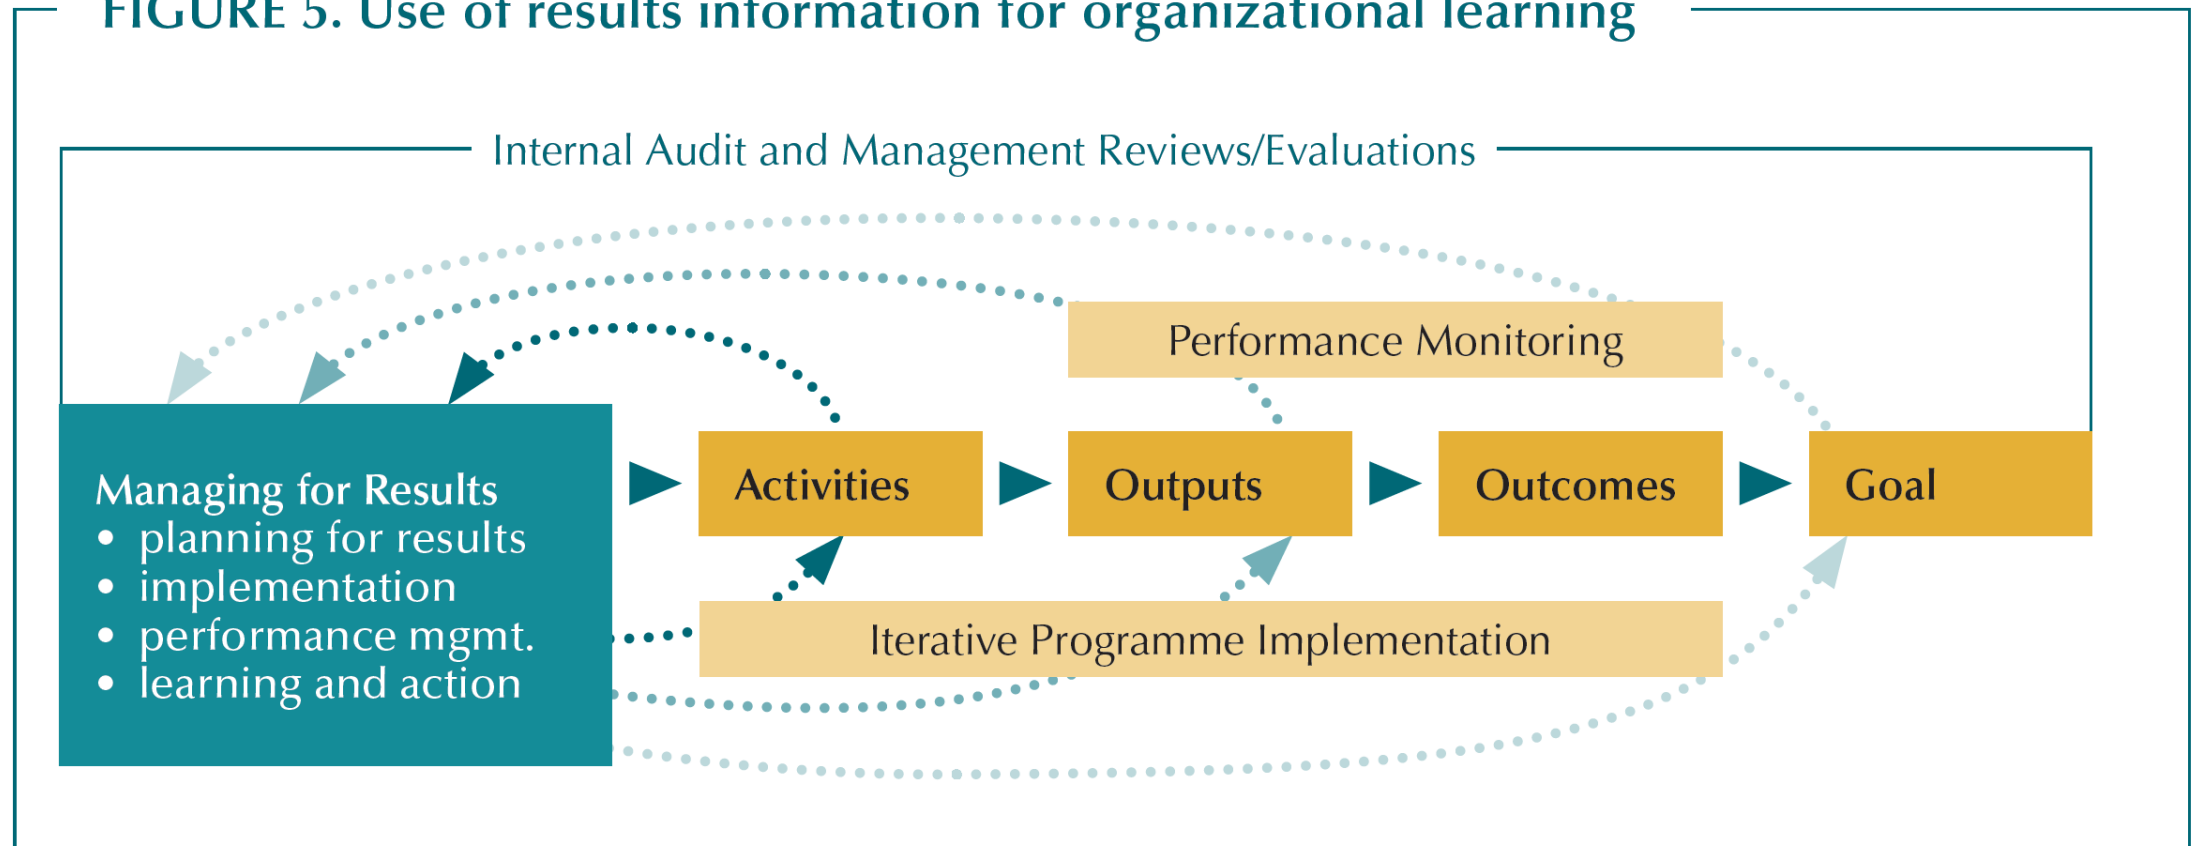 FIGURE 5. Use of results information for organizational learning
Internal Audit and Management Reviews/Evaluations
Performance Monitoring
Managing for Results
• planning for results
• implementation
• performance mgmt.
• learning and action
Activities
Outputs
Outcomes
Goal
Iterative Programme Implementation